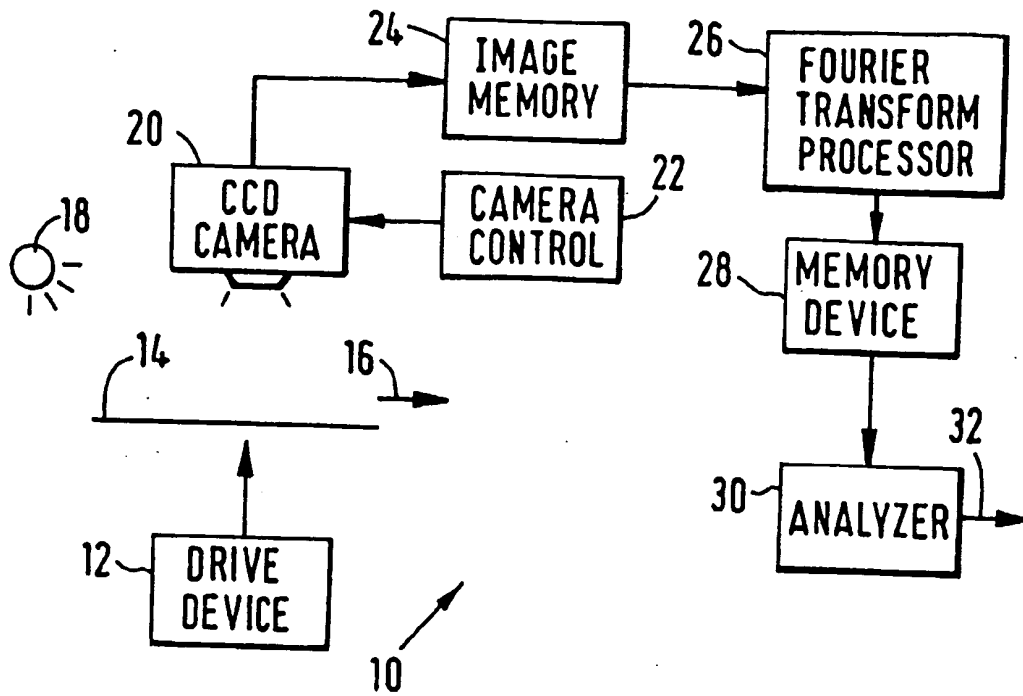 24
IMAGE
MEMORY
26
FOURIER
TRANSFORM
PROCESSOR
20
CCD
CAMERA
CAMERA
CONTROL
22
18
28
MEMORY
DEVICE
14
16
30
ANALYZER
32
12
DRIVE
DEVICE
10